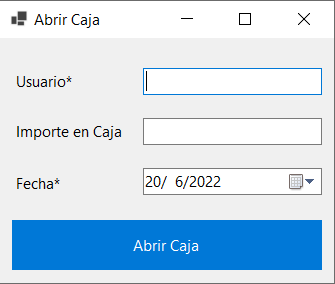 Abrir Caja
Usuario*
Importe en Caja
Fecha* 20/ 6/2022
Abrir Caja